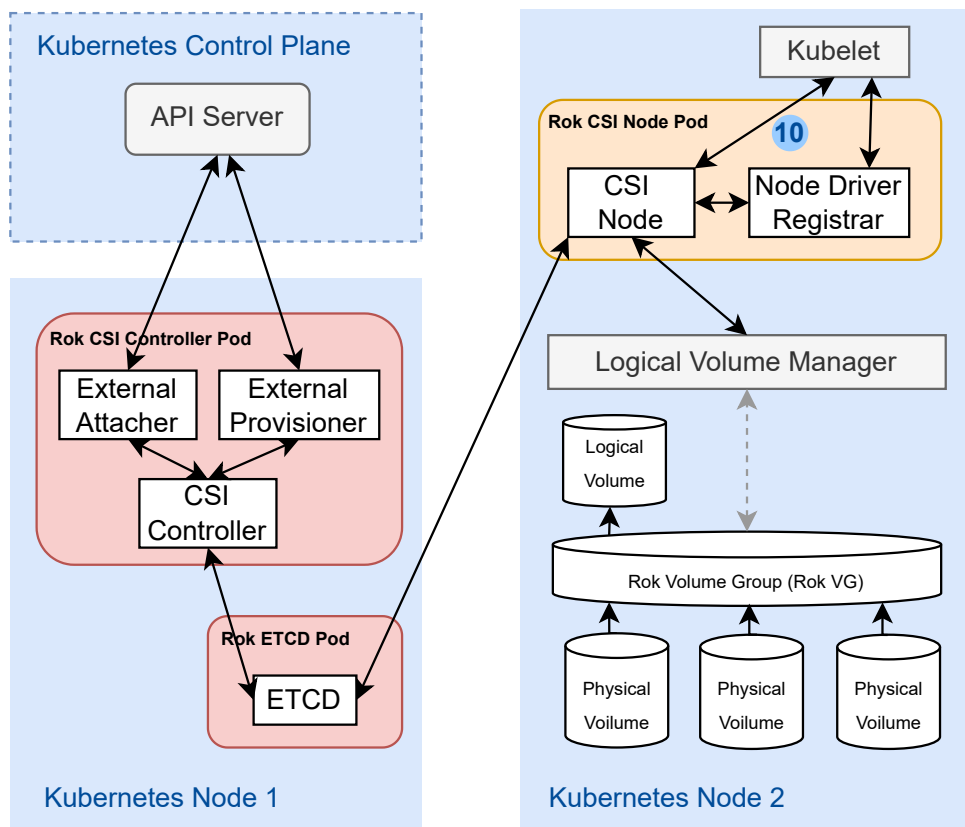 Kubernetes Control Plane
API Server
Rok CSI Controller Pod
External
Attacher
External
Provisioner
CSI
Controller
Rok ETCD Pod
ETCD
Kubernetes Node 1
Kubelet
Rok CSI Node Pod
10
CSI
Node
Node Driver
Registrar
Logical Volume Manager
Logical
Volume
Rok Volume Group (Rok VG)
Physical
Voilume
Physical
Voilume
Physical
Voilume
Kubernetes Node 2